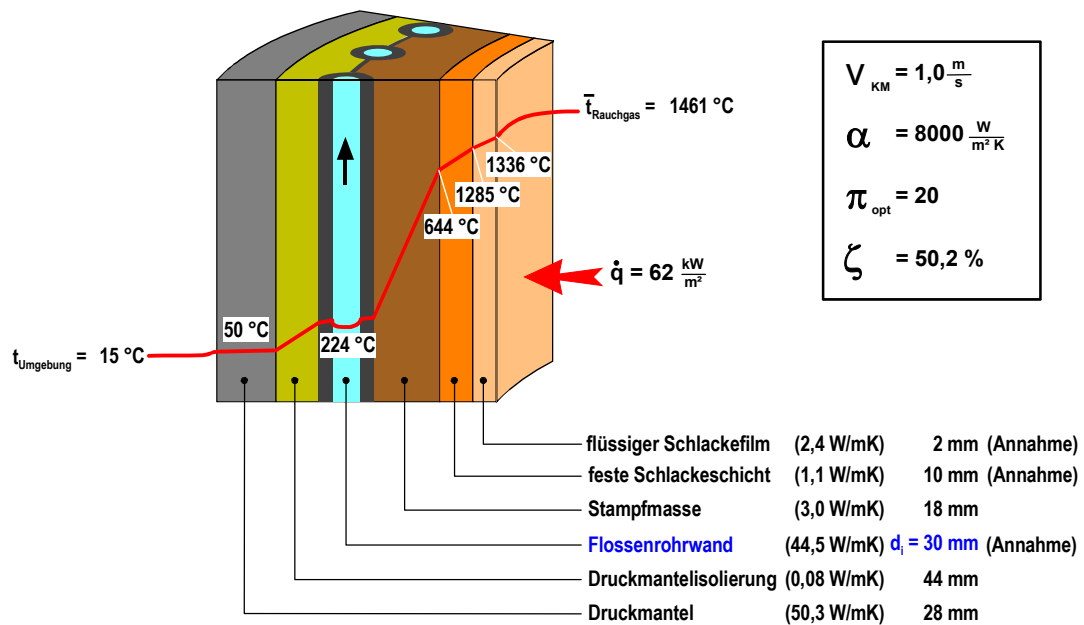 t̅ Rauchgas = 1461 °C
1336 °C
1285 °C
644 °C
q̇ = 62 kW/m²
50 °C
224 °C
t Umgebung = 15 °C
V KM = 1,0 m/s
α = 8000 W/m² K
π opt = 20
ζ = 50,2 %
flüssiger Schlackefilm (2,4 W/mK) 2 mm (Annahme)
feste Schlackeschicht (1,1 W/mK) 10 mm (Annahme)
Stampfmasse (3,0 W/mK) 18 mm
Flossenrohrwand (44,5 W/mK) di = 30 mm (Annahme)
Druckmantelisolierung (0,08 W/mK) 44 mm
Druckmantel (50,3 W/mK) 28 mm